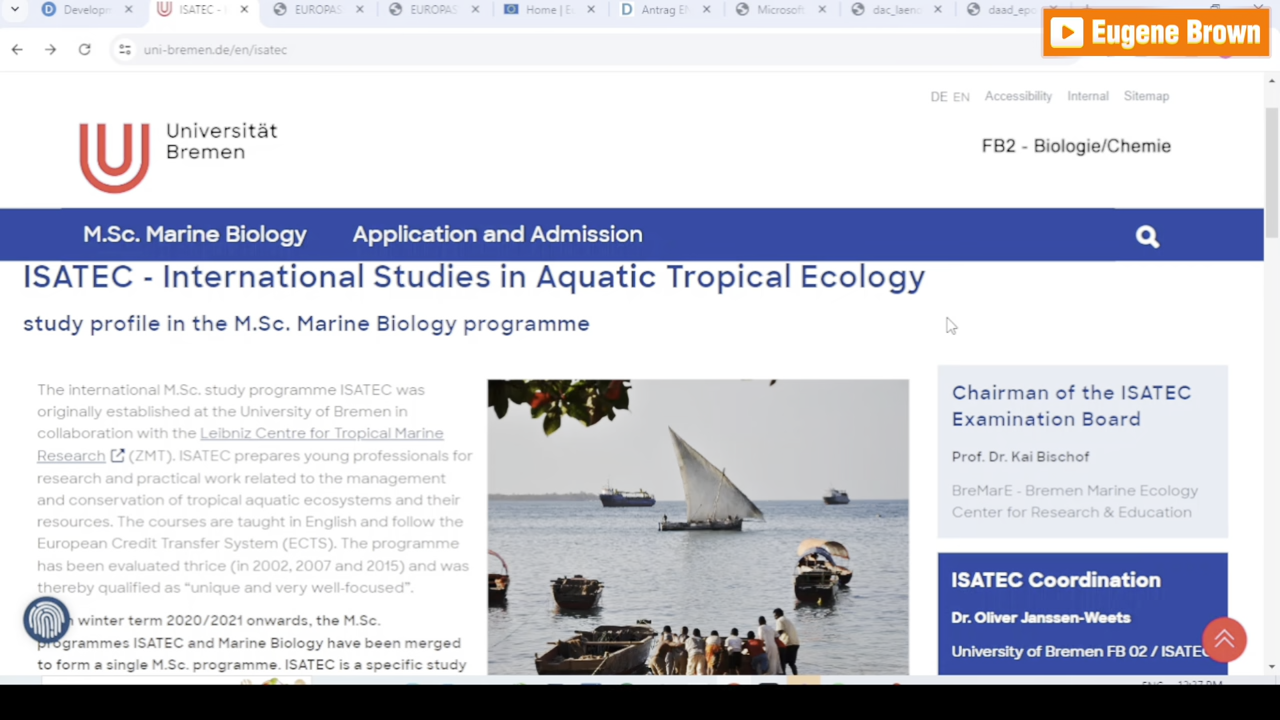 Develop
ISATEC -
EUROPAS
EUROPAS
Home | E
Antrag EN
Microsof
dac_laen
daad_epo
Eugene Brown
uni-bremen.de/en/isatec
DE EN Accessibility Internal Sitemap
Universität
Bremen
FB2 - Biologie/Chemie
M.Sc. Marine Biology Application and Admission
ISATEC - International Studies in Aquatic Tropical Ecology
study profile in the M.Sc. Marine Biology programme
The international M.Sc. study programme ISATEC was
originally established at the University of Bremen in
collaboration with the Leibniz Centre for Tropical Marine
Research (ZMT). ISATEC prepares young professionals for
research and practical work related to the management
and conservation of tropical aquatic ecosystems and their
resources. The courses are taught in English and follow the
European Credit Transfer System (ECTS). The programme
has been evaluated thrice (in 2002, 2007 and 2015) and was
thereby qualified as “unique and very well-focused”.
winter term 2020/2021 onwards, the M.Sc.
programmes ISATEC and Marine Biology have been merged
to form a single M.Sc. programme. ISATEC is a specific study
Chairman of the ISATEC
Examination Board
Prof. Dr. Kai Bischof
BreMarE - Bremen Marine Ecology
Center for Research & Education
ISATEC Coordination
Dr. Oliver Janssen-Weets
University of Bremen FB 02 / ISATEC